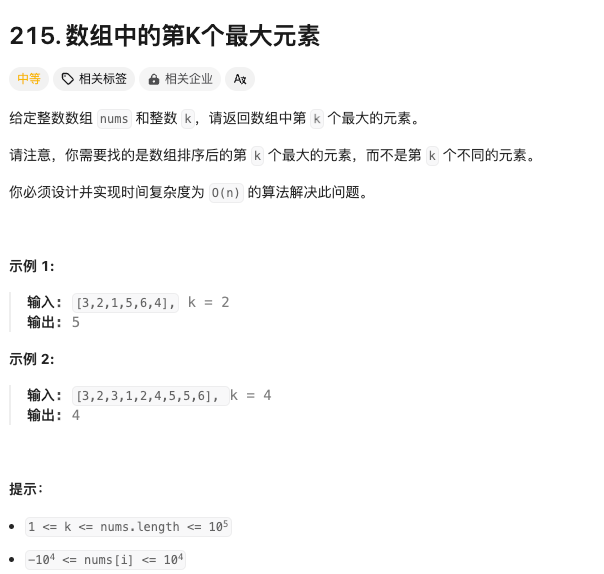 215. 数组中的第K个最大元素
中等 相关标签 相关企业 Aあ
给定整数数组 nums 和整数 k，请返回数组中第 k 个最大的元素。
请注意，你需要找的是数组排序后的第 k 个最大的元素，而不是第 k 个不同的元素。
你必须设计并实现时间复杂度为 O(n) 的算法解决此问题。
示例 1:
输入: [3,2,1,5,6,4], k = 2
输出: 5
示例 2:
输入: [3,2,3,1,2,4,5,5,6], k = 4
输出: 4
提示：
1 <= k <= nums.length <= 10⁵
-10⁴ <= nums[i] <= 10⁴